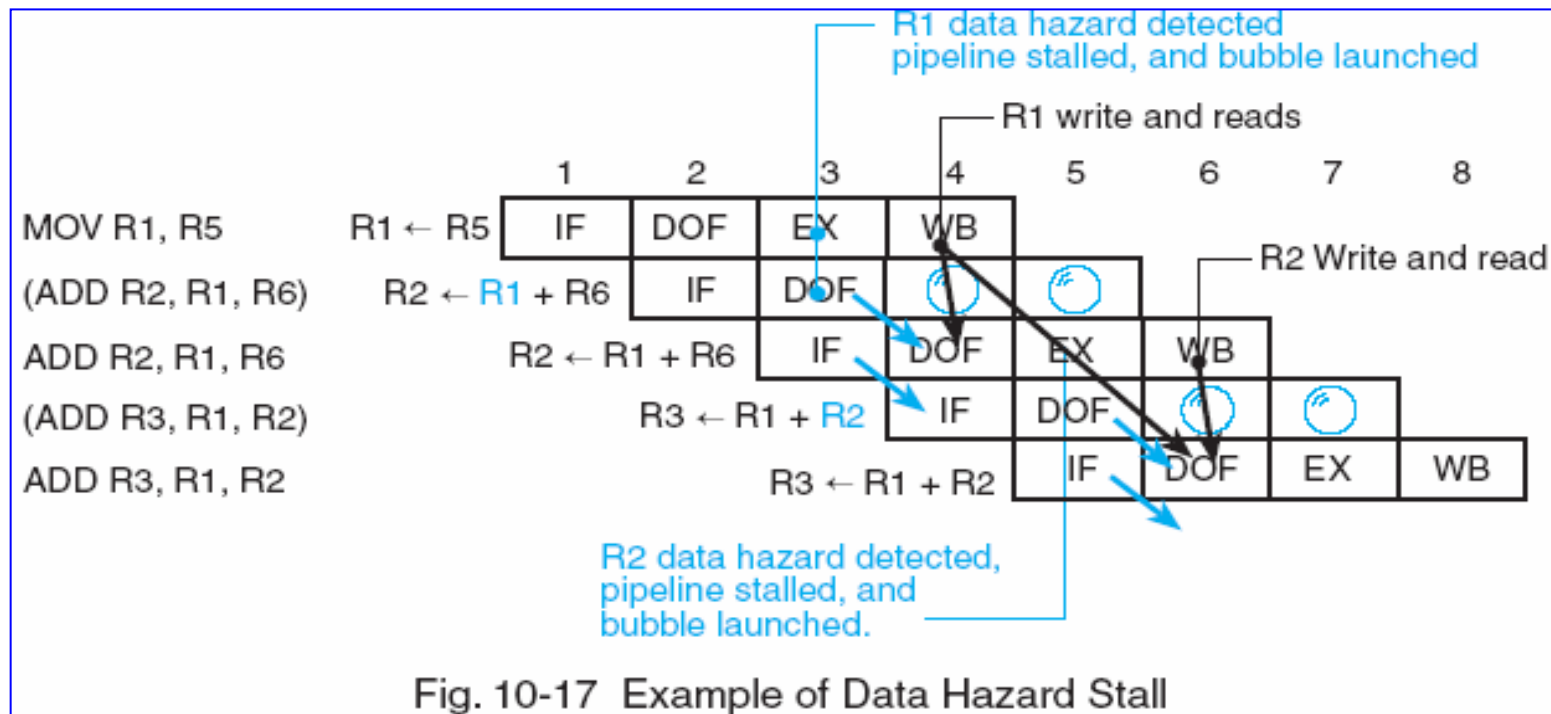 R1 data hazard detected
pipeline stalled, and bubble launched
R1 write and reads
1 2 3 4 5 6 7 8
MOV R1, R5 R1 ← R5 IF DOF EX WB
R2 Write and read
(ADD R2, R1, R6) R2 ← R1 + R6 IF DOF
ADD R2, R1, R6 R2 ← R1 + R6 IF DOF EX WB
(ADD R3, R1, R2) R3 ← R1 + R2 IF DOF
ADD R3, R1, R2 R3 ← R1 + R2 IF DOF EX WB
R2 data hazard detected,
pipeline stalled, and
bubble launched.
Fig. 10-17 Example of Data Hazard Stall